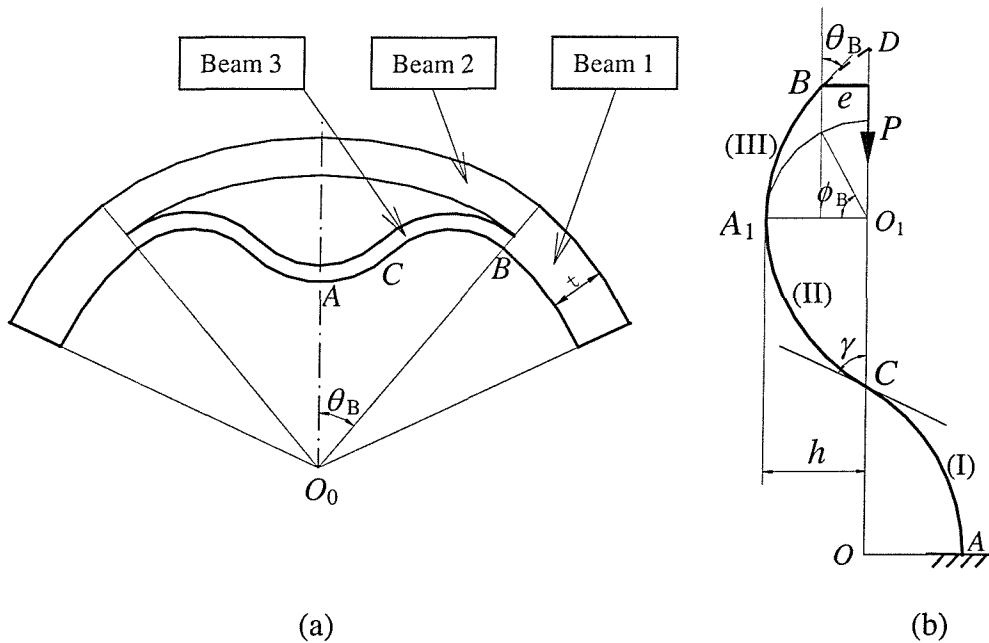 Beam 3
Beam 2
Beam 1
A
C
B
t
θB
O0
(a)
θB
D
B
e
P
(III)
ϕB
A1
O1
(II)
γ
C
h
(I)
O
A
(b)